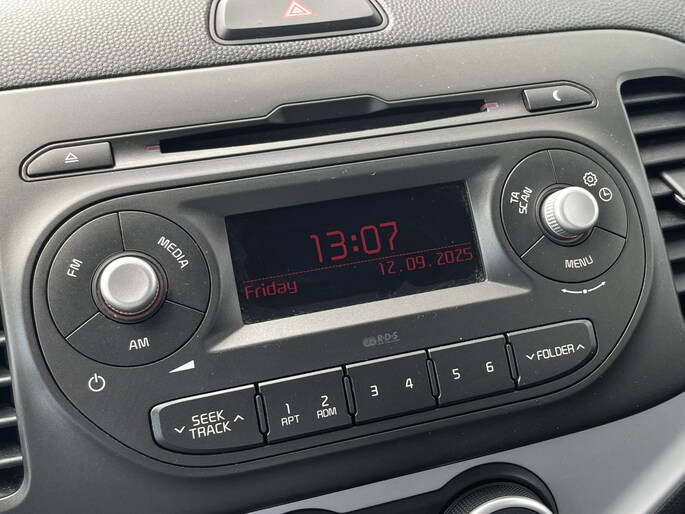 13:07
12.09.2025
Friday
FM
MEDIA
AM
TA
SCAN
MENU
R·D·S
SEEK
TRACK
1
RPT
2
RDM
3
4
5
6
FOLDER